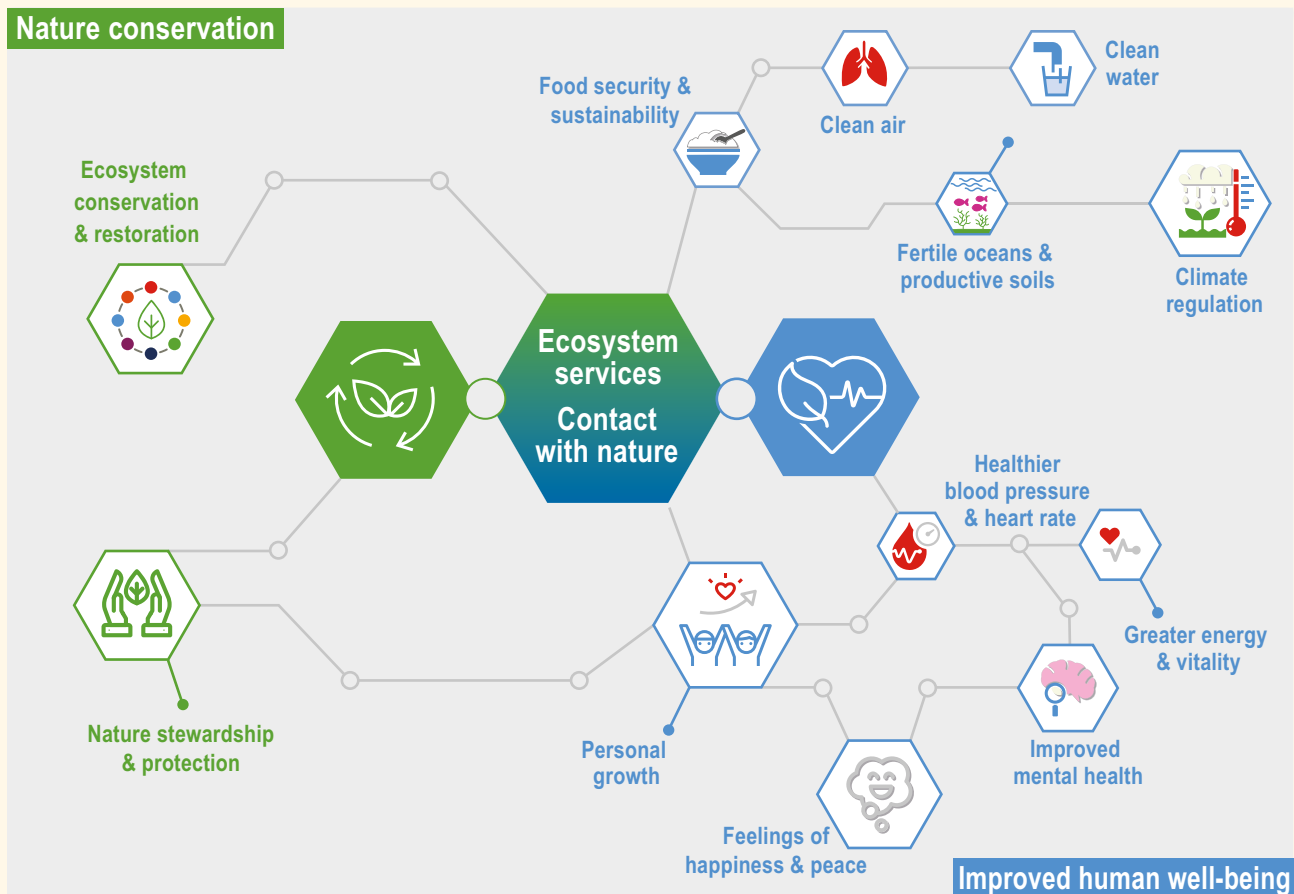 Nature conservation
Food security &
sustainability
Clean air
Clean
water
Ecosystem
conservation
& restoration
Fertile oceans &
productive soils
Climate
regulation
Ecosystem
services
Contact
with nature
Healthier
blood pressure
& heart rate
Greater energy
& vitality
Nature stewardship
& protection
Personal
growth
Improved
mental health
Feelings of
happiness & peace
Improved human well-being